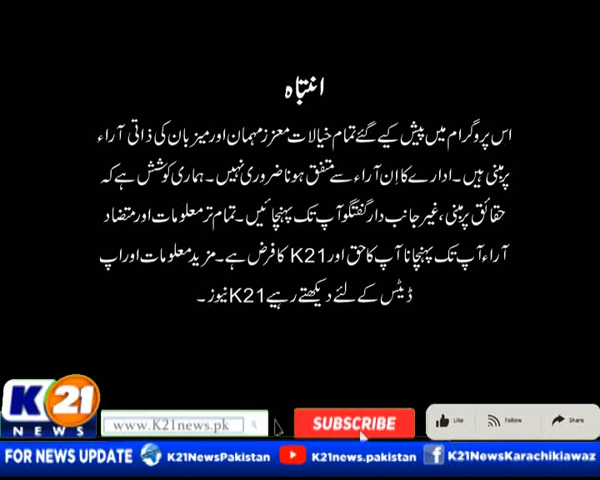 انتباہ
اس پروگرام میں پیش کیے گئے تمام خیالات معزز مہمان اور میزبان کی ذاتی آراء
پر مبنی ہیں۔ ادارے کا اِن آراء سے متفق ہونا ضروری نہیں۔ ہماری کوشش ہے کہ
حقائق پر مبنی، غیر جانب دار گفتگو آپ تک پہنچائیں۔ تمام تر معلومات اور متضاد
آراء آپ تک پہنچانا آپ کا حق اور K21 کا فرض ہے۔ مزید معلومات اور اپ
ڈیٹس کے لئے دیکھتے رہیے K21 نیوز۔
K21
NEWS
www.K21news.pk
SUBSCRIBE
Like
Follow
Share
FOR NEWS UPDATE K21NewsPakistan K21news.pakistan K21NewsKarachikiawaz